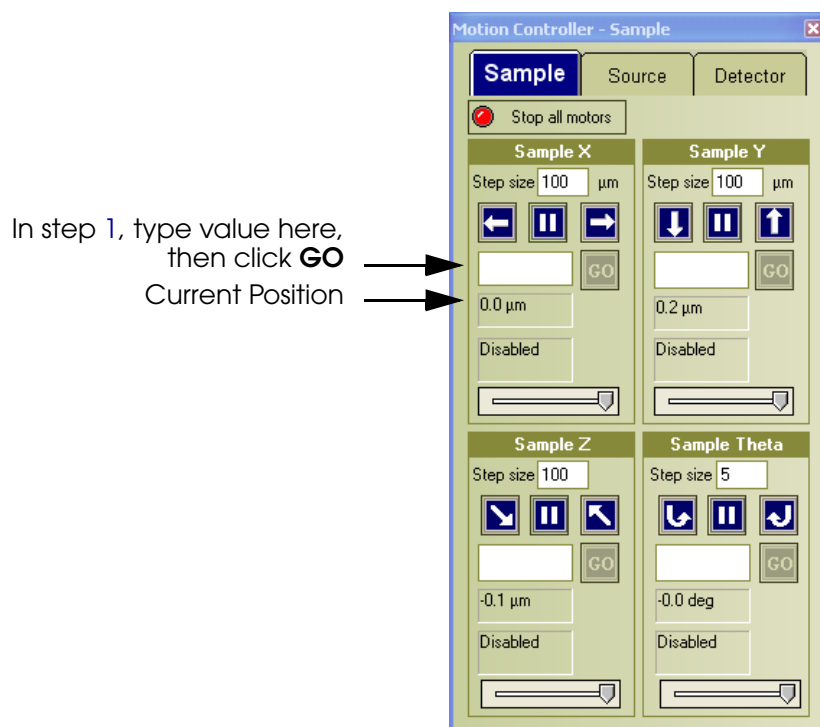 Motion Controller - Sample
Sample Source Detector
Stop all motors
Sample X Sample Y
Step size 100 µm Step size 100 µm
In step 1, type value here,
then click GO
GO GO
Current Position
0.0 µm 0.2 µm
Disabled Disabled
Sample Z Sample Theta
Step size 100 Step size 5
GO GO
-0.1 µm -0.0 deg
Disabled Disabled